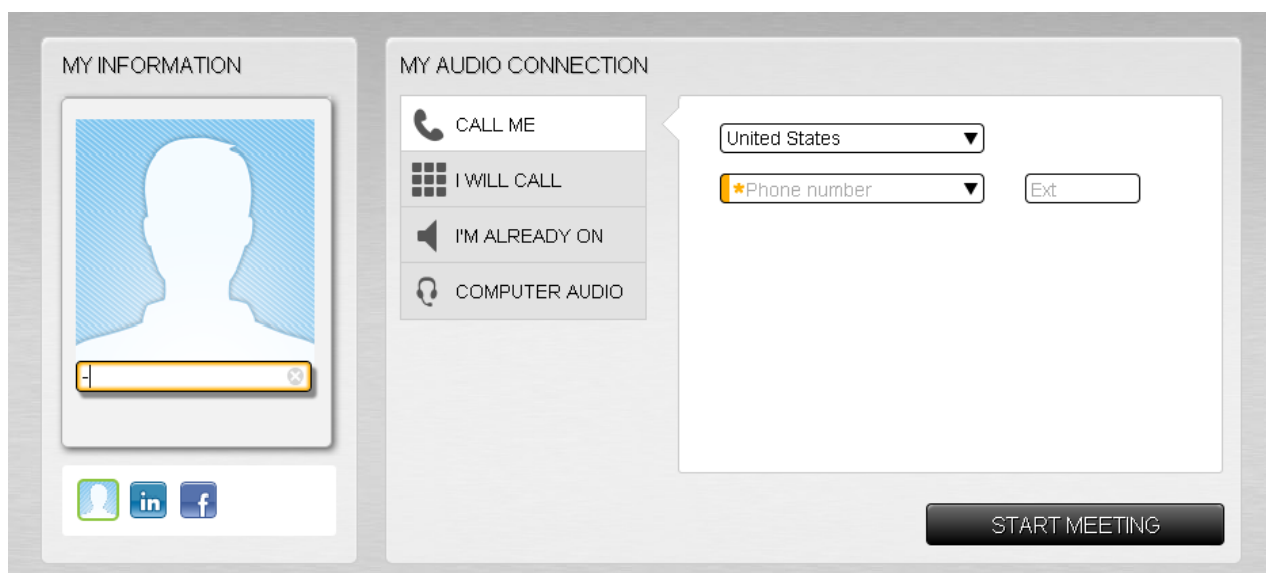 MY INFORMATION
-
in
f
MY AUDIO CONNECTION
CALL ME
I WILL CALL
I'M ALREADY ON
COMPUTER AUDIO
United States
*Phone number
Ext
START MEETING